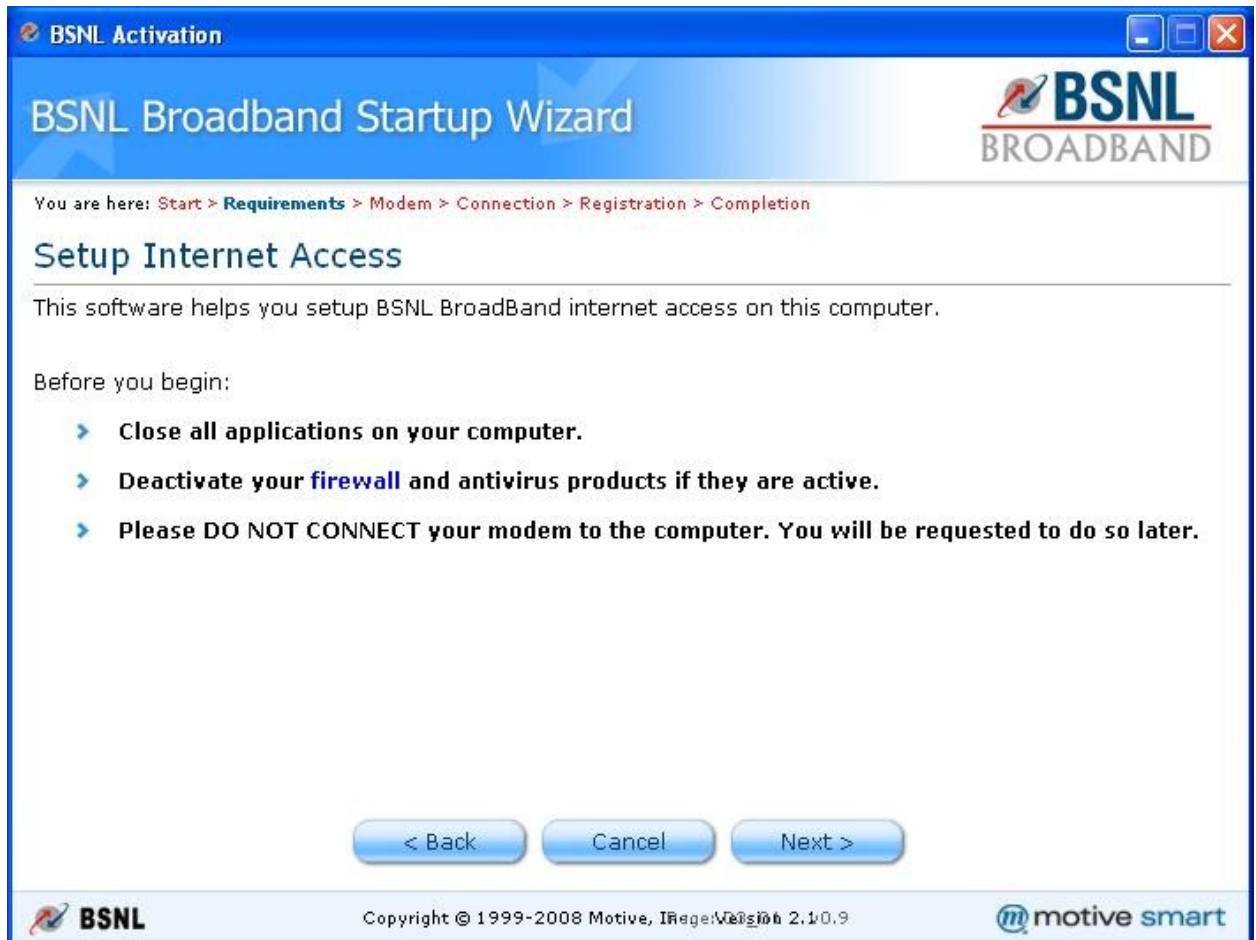 BSNL Activation
BSNL Broadband Startup Wizard
BSNL
BROADBAND
You are here: Start > Requirements > Modem > Connection > Registration > Completion
Setup Internet Access
This software helps you setup BSNL BroadBand internet access on this computer.
Before you begin:
Close all applications on your computer.
Deactivate your firewall and antivirus products if they are active.
Please DO NOT CONNECT your modem to the computer. You will be requested to do so later.
< Back
Cancel
Next >
BSNL
Copyright © 1999-2008 Motive,
m motive smart